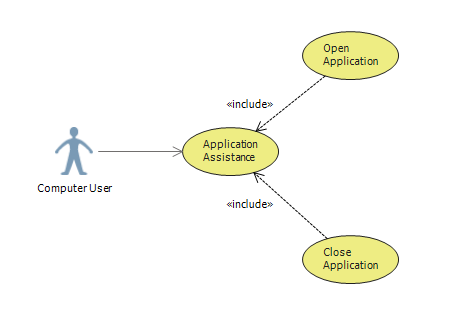 Open
Application
«include»
Application
Assistance
Computer User
«include»
Close
Application